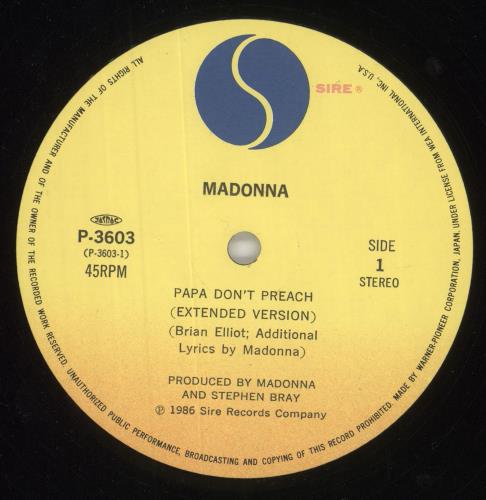 SIRE®
MADONNA
JASRAC
P-3603
(P-3603-1)
45RPM
SIDE
1
STEREO
PAPA DON'T PREACH
(EXTENDED VERSION)
(Brian Elliot; Additional
Lyrics by Madonna)
PRODUCED BY MADONNA
AND STEPHEN BRAY
℗ 1986 Sire Records Company
ALL RIGHTS OF THE MANUFACTURER AND OF THE OWNER OF THE RECORDED WORK RESERVED. UNAUTHORIZED PUBLIC PERFORMANCE, BROADCASTING AND COPYING OF THIS RECORD PROHIBITED. MADE BY WARNER-PIONEER CORPORATION, JAPAN, UNDER LICENSE FROM WEA INTERNATIONAL INC., U.S.A.